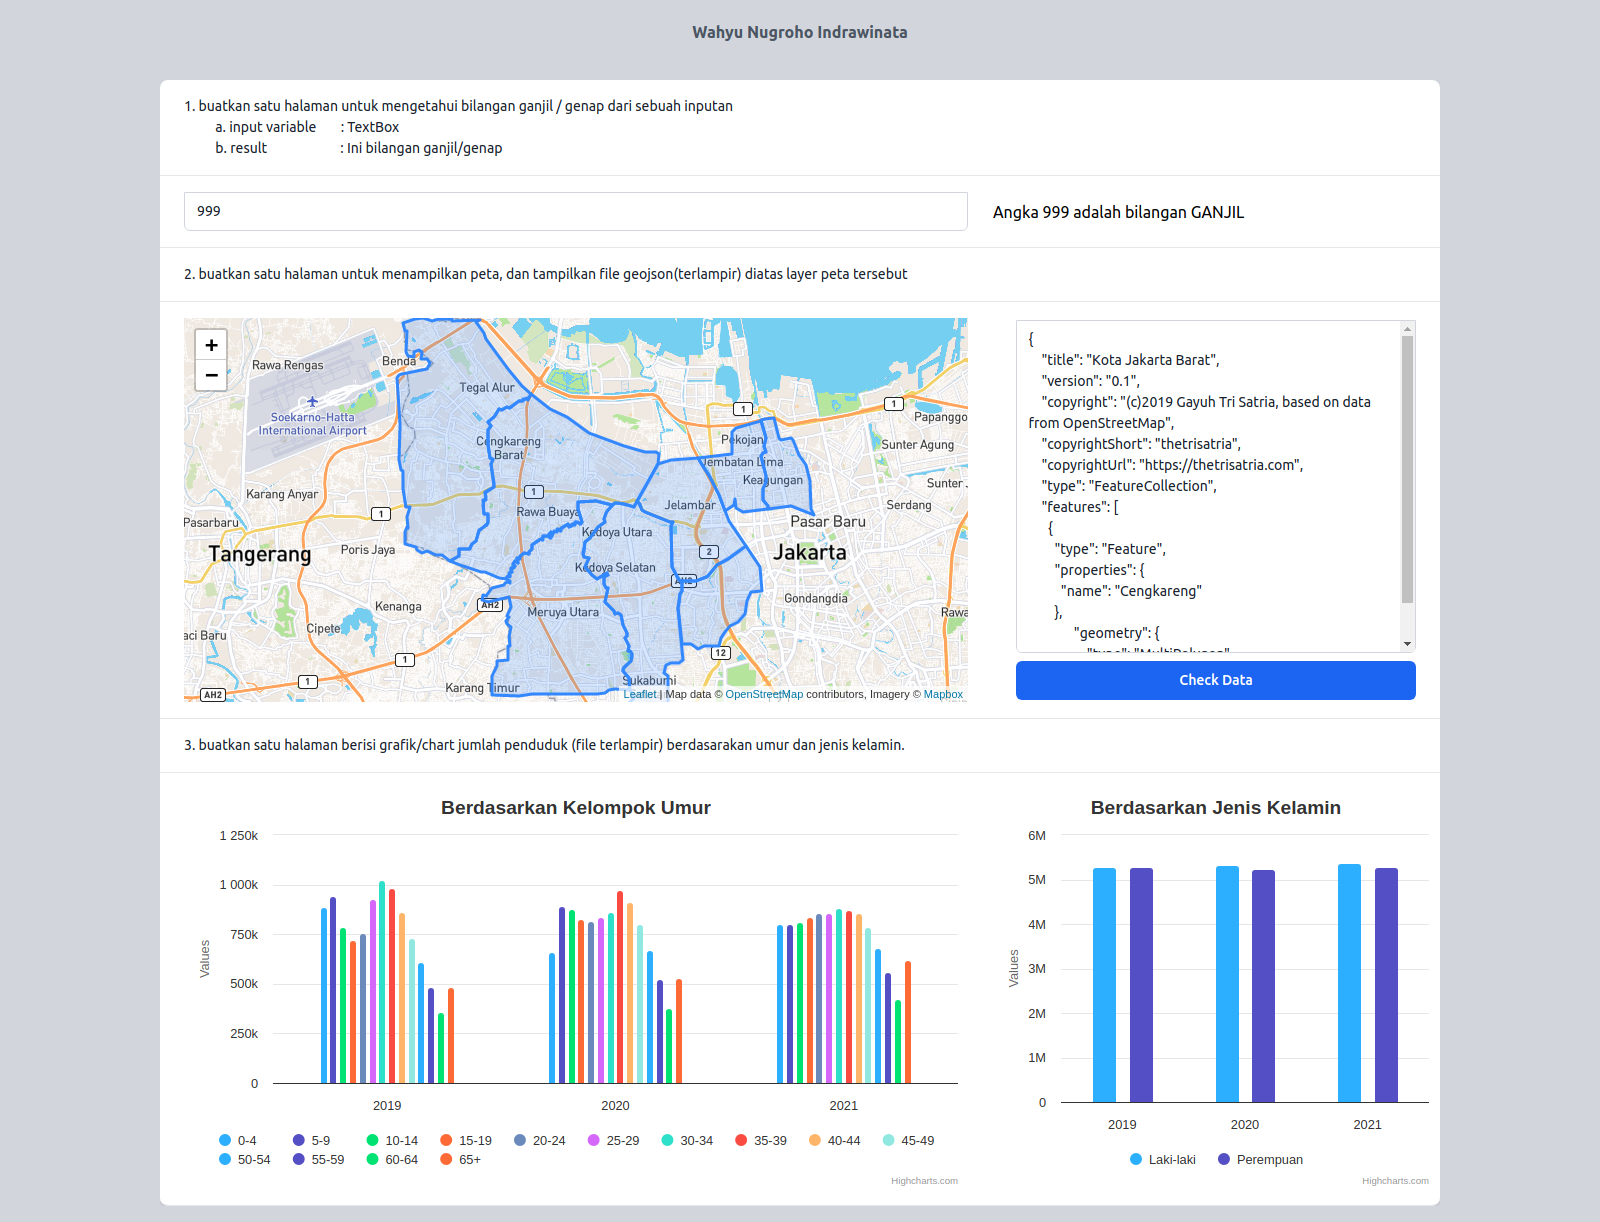 Wahyu Nugroho Indrawinata
1. buatkan satu halaman untuk mengetahui bilangan ganjil / genap dari sebuah inputan
a. input variable : TextBox
b. result : Ini bilangan ganjil/genap
999
Angka 999 adalah bilangan GANJIL
2. buatkan satu halaman untuk menampilkan peta, dan tampilkan file geojson(terlampir) diatas layer peta tersebut
+
−
Rawa Rengas
Benda
Tegal Alur
Soekarno-Hatta
International Airport
1
1
Papanggo
Cengkareng
Barat
Pekojan
Sunter Agung
Jembatan Lima
Keagungan
Karang Anyar
1
Sunter J
Jelambar
Serdang
1
Rawa Buaya
Pasarbaru
Pasar Baru
Kedoya Utara
Tangerang
Poris Jaya
2
Jakarta
Kedoya Selatan
AH2
Gondangdia
Kenanga
AH2
Meruya Utara
Rawa
Cipete
aci Baru
1
12
1
Karang Timur
Sukabumi
AH2
Leaflet | Map data © OpenStreetMap contributors, Imagery © Mapbox
{
"title": "Kota Jakarta Barat",
"version": "0.1",
"copyright": "(c)2019 Gayuh Tri Satria, based on data
from OpenStreetMap",
"copyrightShort": "thetrisatria",
"copyrightUrl": "https://thetrisatria.com",
"type": "FeatureCollection",
"features": [
{
"type": "Feature",
"properties": {
"name": "Cengkareng"
},
"geometry": {
"type": "MultiPolygon",
Check Data
3. buatkan satu halaman berisi grafik/chart jumlah penduduk (file terlampir) berdasarakan umur dan jenis kelamin.
Berdasarkan Kelompok Umur
Values
1 250k
1 000k
750k
500k
250k
0
2019 2020 2021
0-4 5-9 10-14 15-19 20-24 25-29 30-34 35-39 40-44 45-49
50-54 55-59 60-64 65+
Highcharts.com
Berdasarkan Jenis Kelamin
Values
6M
5M
4M
3M
2M
1M
0
2019 2020 2021
Laki-laki Perempuan
Highcharts.com